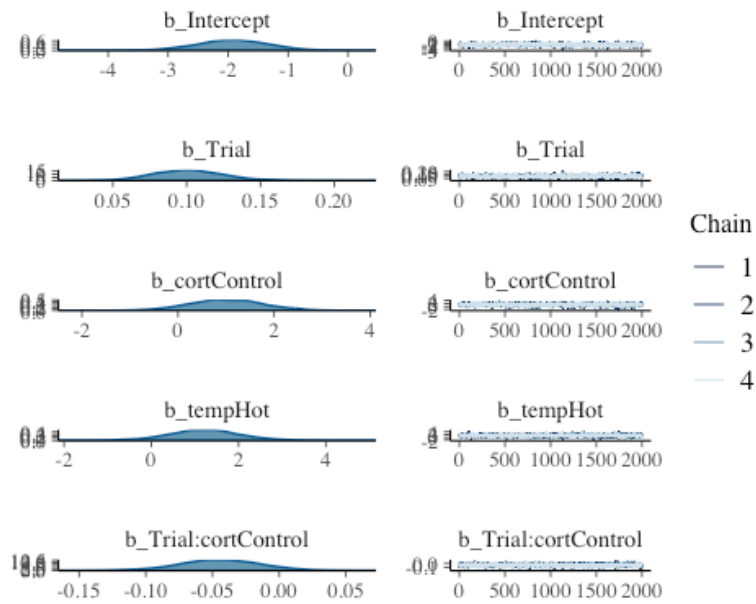 b_Intercept b_Intercept
-4 -3 -2 -1 0 0 500 1000 1500 2000
b_Trial b_Trial
0.05 0.10 0.15 0.20 0 500 1000 1500 2000
Chain
1
b_cortControl b_cortControl
2
-2 0 2 4 0 500 1000 1500 2000
3
4
b_tempHot b_tempHot
-2 0 2 4 0 500 1000 1500 2000
b_Trial:cortControl b_Trial:cortControl
-0.15 -0.10 -0.05 0.00 0.05 0 500 1000 1500 2000